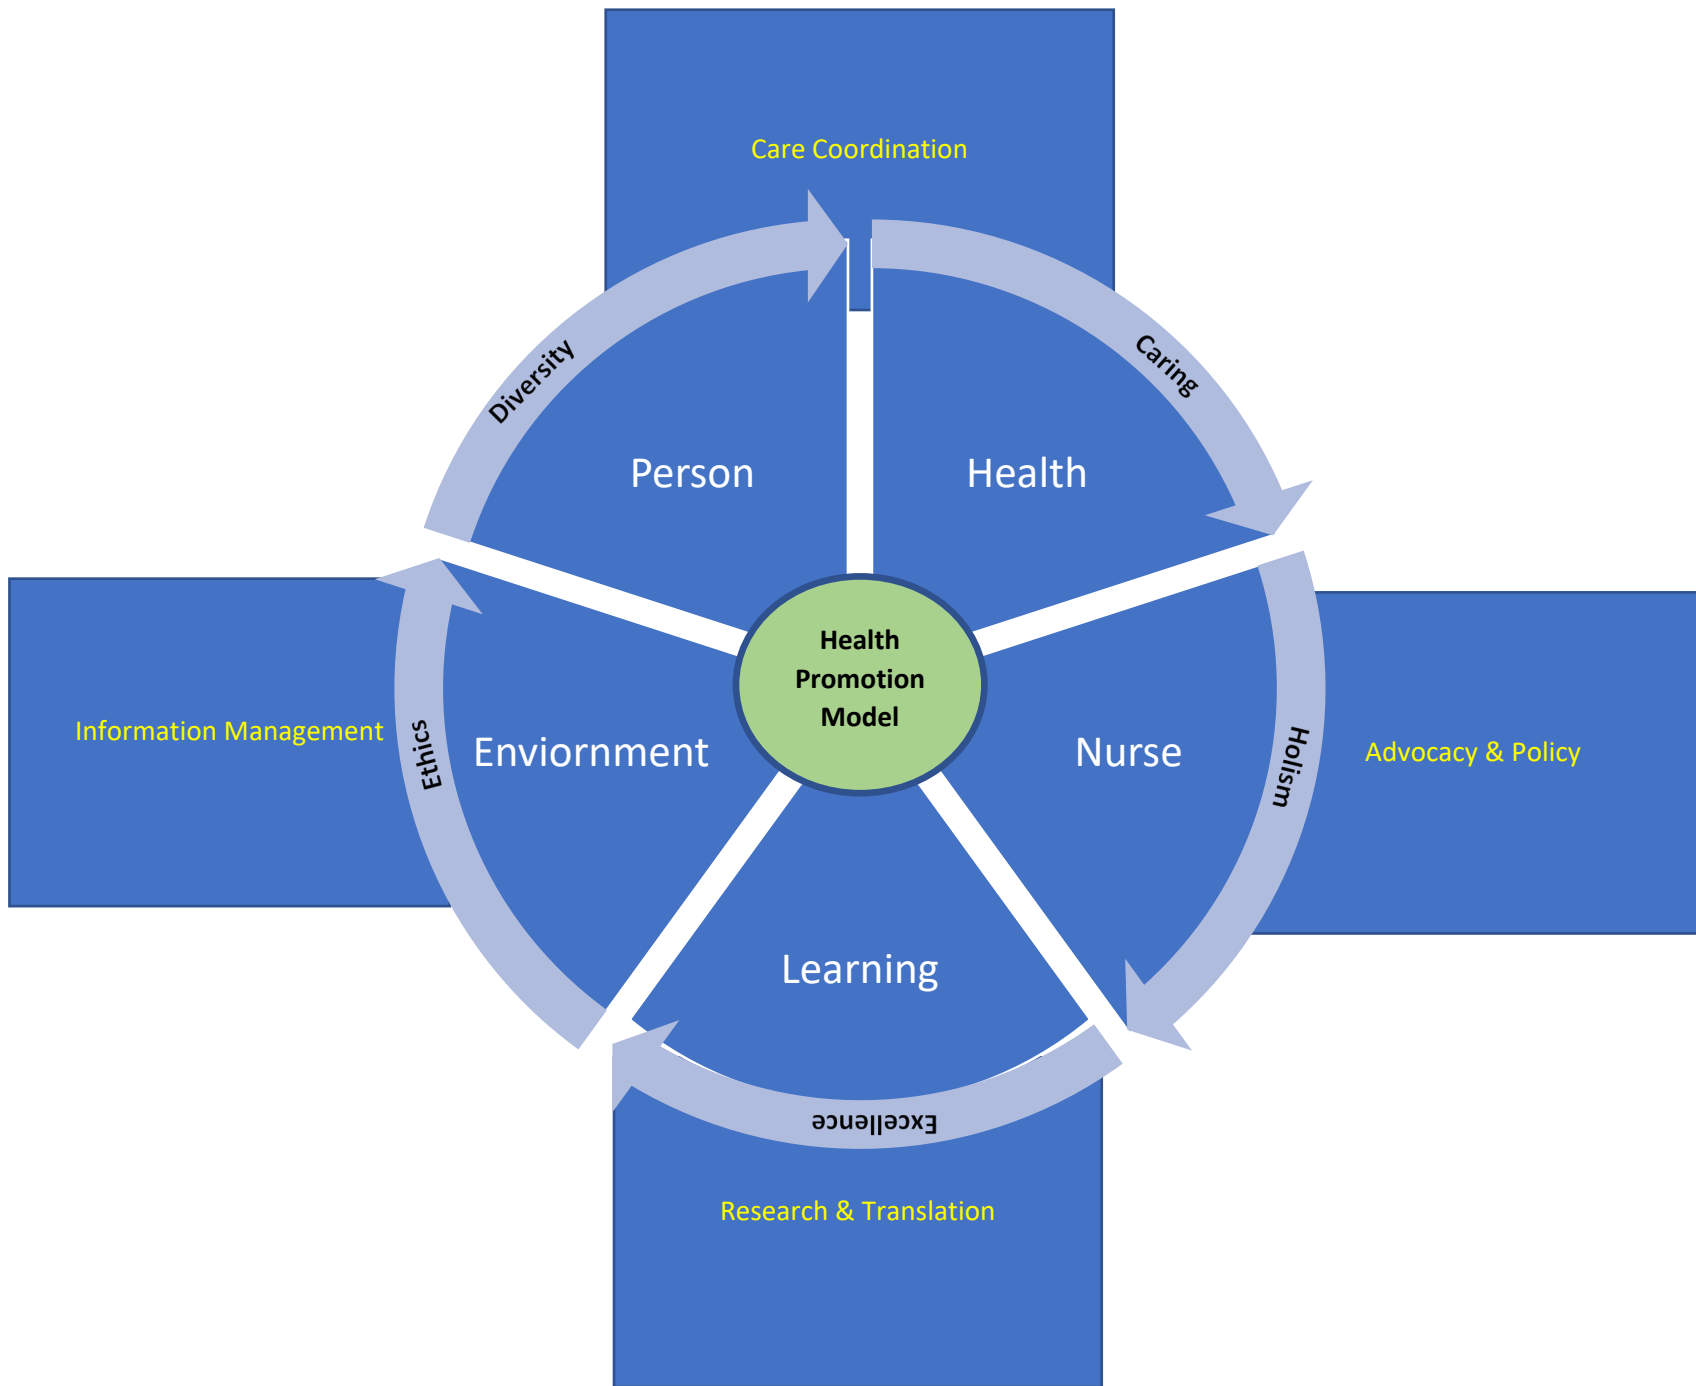 Care Coordination
Diversity
Caring
Person
Health
Health
Promotion
Model
Information Management
Ethics
Enviornment
Nurse
Holism
Advocacy & Policy
Learning
Excellence
Research & Translation